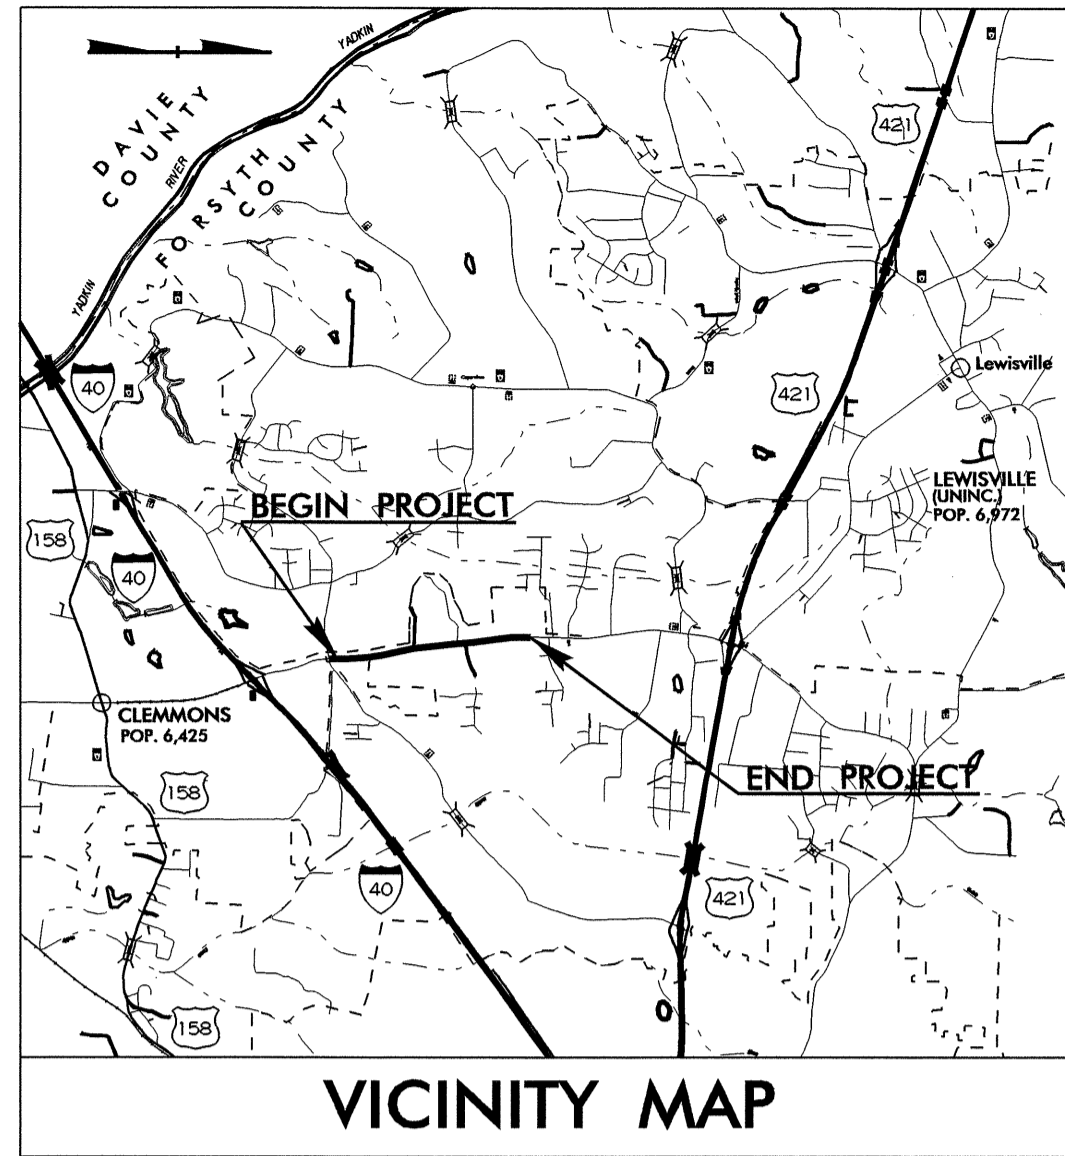 YADKIN
DAVIE
COUNTY
RIVER
FORSYTH
COUNTY
YADKIN
421
40
421
Lewisville
LEWISVILLE
(UNINC.)
POP. 6,972
BEGIN PROJECT
158
40
CLEMMONS
POP. 6,425
158
END PROJECT
40
421
158
VICINITY MAP